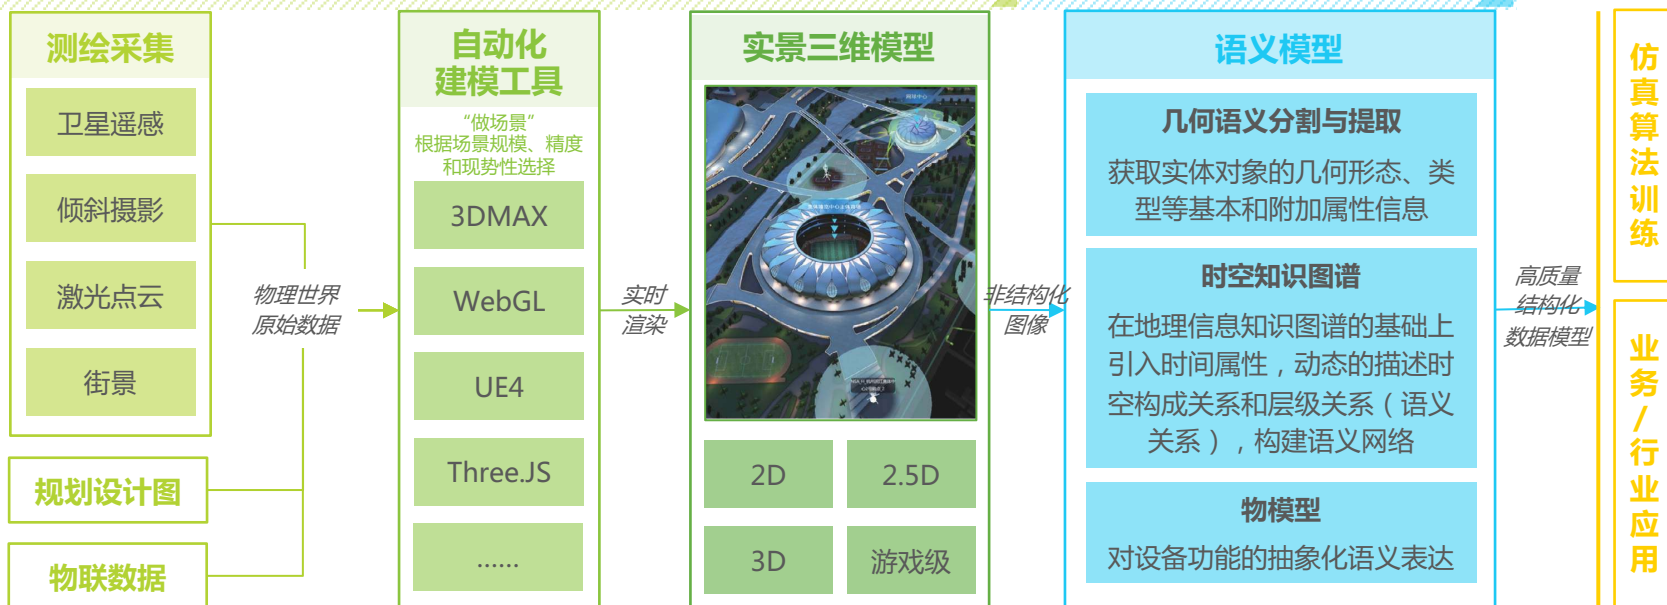 测绘采集
卫星遥感
倾斜摄影
激光点云
街景
规划设计图
物联数据
物理世界
原始数据
自动化
建模工具
“做场景”
根据场景规模、精度
和现势性选择
3DMAX
WebGL
UE4
Three.JS
......
实时
渲染
实景三维模型
2D
2.5D
3D
游戏级
非结构化
图像
语义模型
几何语义分割与提取
获取实体对象的几何形态、类
型等基本和附加属性信息
时空知识图谱
在地理信息知识图谱的基础上
引入时间属性，动态的描述时
空构成关系和层级关系（语义
关系），构建语义网络
物模型
对设备功能的抽象化语义表达
高质量
结构化
数据模型
仿真算法训练
业务/行业应用